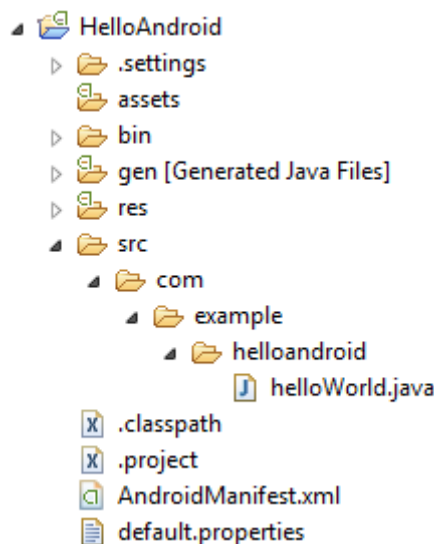 HelloAndroid
.settings
assets
bin
gen [Generated Java Files]
res
src
com
example
helloandroid
helloWorld.java
.classpath
.project
AndroidManifest.xml
default.properties